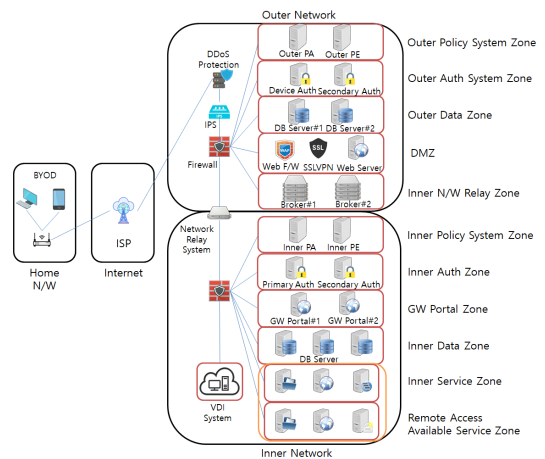 Outer Network
DDoS
Protection
Outer PA
Outer PE
Outer Policy System Zone
Device Auth
Secondary Auth
Outer Auth System Zone
IPS
IPS
DB Server#1
DB Server#2
Outer Data Zone
Firewall
WAF
SSL
Web F/W
SSLVPN
Web Server
DMZ
Broker#1
Broker#2
Inner N/W Relay Zone
BYOD
Home
N/W
ISP
Internet
Network
Relay
System
Inner PA
Inner PE
Inner Policy System Zone
Primary Auth
Secondary Auth
Inner Auth Zone
GW Portal#1
GW Portal#2
GW Portal Zone
DB Server
Inner Data Zone
Inner Service Zone
VDI
System
Remote Access
Available Service Zone
Inner Network